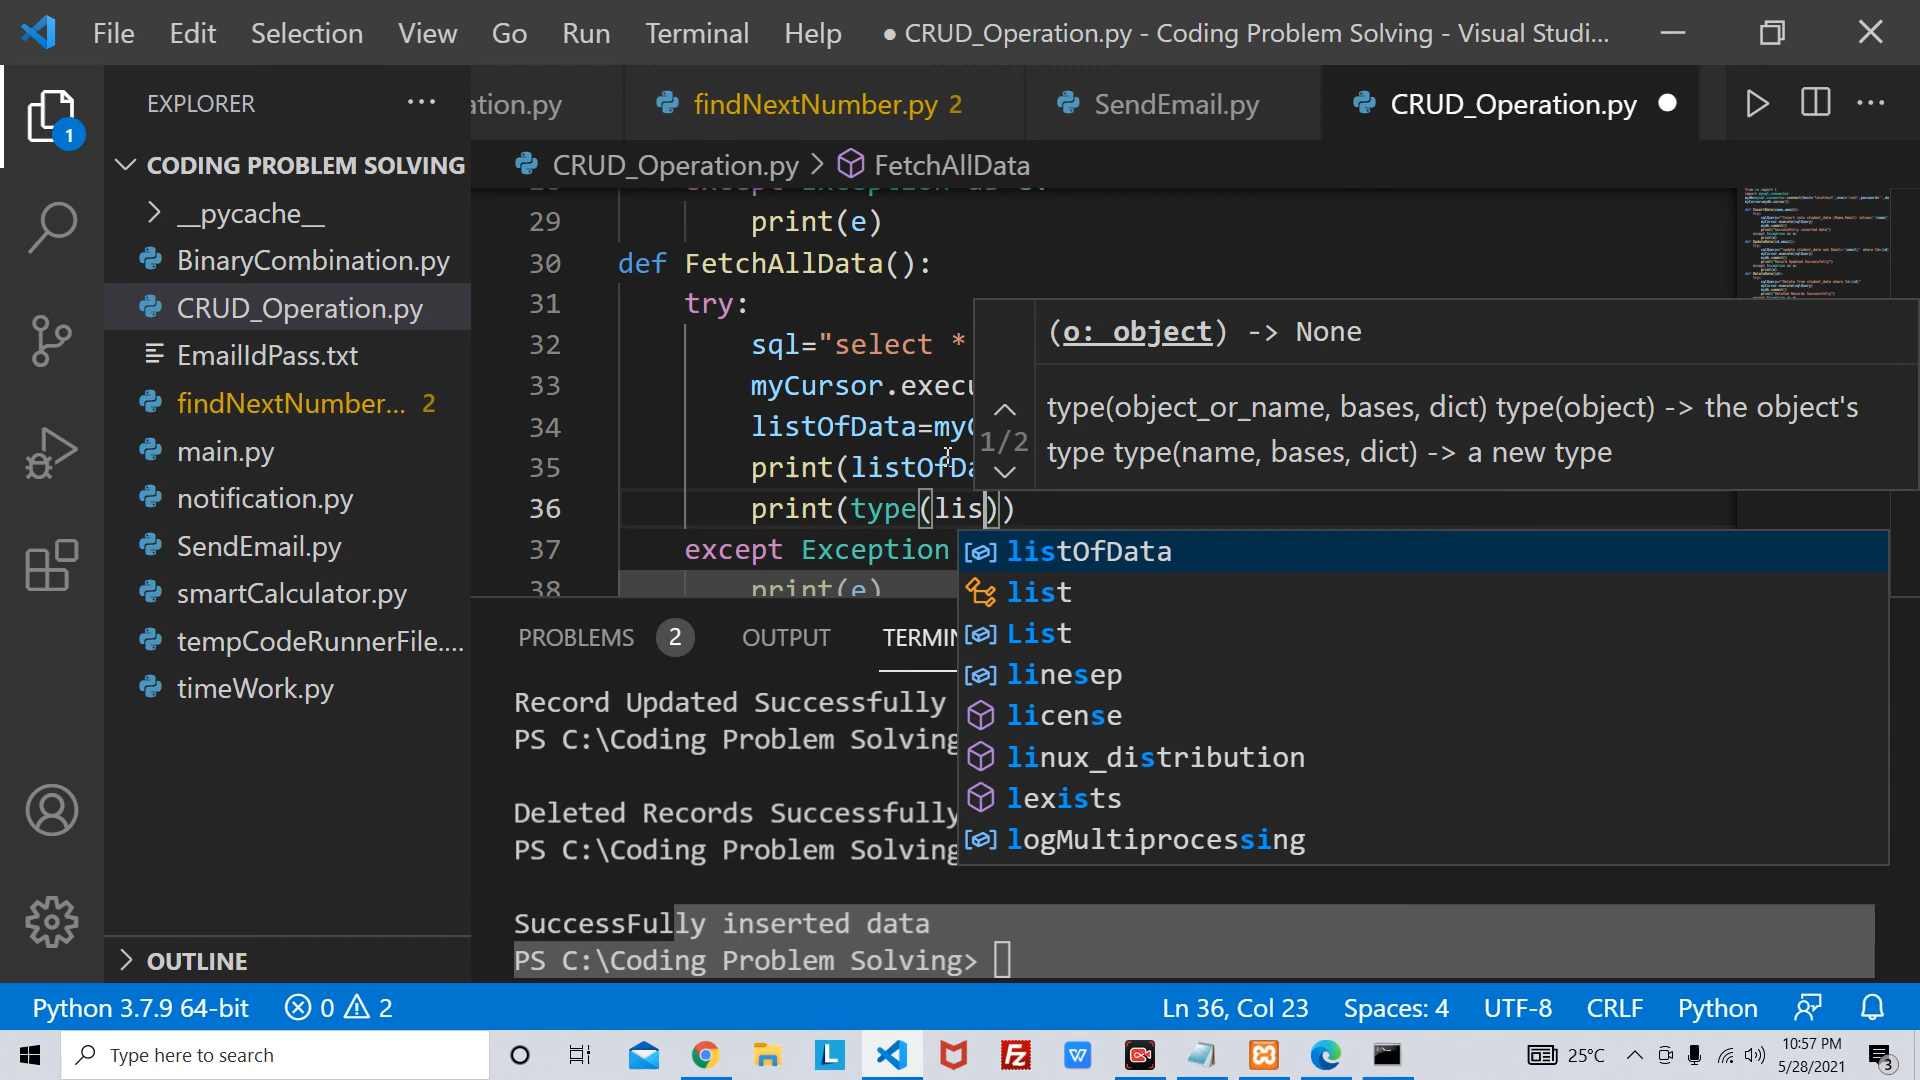 File Edit Selection View Go Run Terminal Help ● CRUD_Operation.py - Coding Problem Solving - Visual Studi...
EXPLORER ...
ation.py findNextNumber.py 2 SendEmail.py CRUD_Operation.py ●
CRUD_Operation.py > FetchAllData
1
CODING PROBLEM SOLVING
__pycache__
BinaryCombination.py
CRUD_Operation.py
EmailIdPass.txt
findNextNumber... 2
main.py
notification.py
SendEmail.py
smartCalculator.py
tempCodeRunnerFile....
timeWork.py
OUTLINE
29 print(e)
30 def FetchAllData():
31 try:
32 sql="select *
33 myCursor.execu
34 listOfData=myC
35 print(listOfDa
36 print(type(lis))
37 except Exception
38 print(e)
(o: object) -> None
1/2
type(object_or_name, bases, dict) type(object) -> the object's
type type(name, bases, dict) -> a new type
listOfData
list
List
linesep
license
linux_distribution
lexists
logMultiprocessing
PROBLEMS 2 OUTPUT TERMIN
Record Updated Successfully
PS C:\Coding Problem Solving
Deleted Records Successfully
PS C:\Coding Problem Solving
SuccessFully inserted data
PS C:\Coding Problem Solving>
Python 3.7.9 64-bit 0 2 Ln 36, Col 23 Spaces: 4 UTF-8 CRLF Python
Type here to search
25°C
10:57 PM
5/28/2021
3